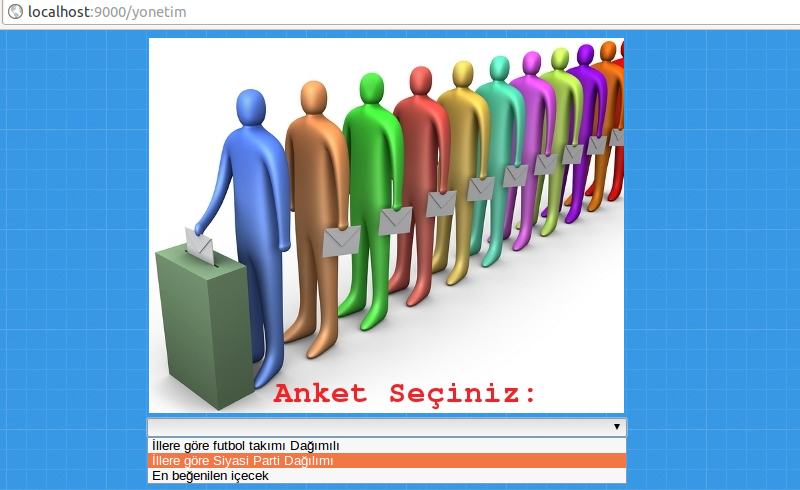 localhost:9000/yonetim
Anket Seçiniz:
İllere göre futbol takımı Dağımılı
İllere göre Siyasi Parti Dağılımı
En beğenilen içecek